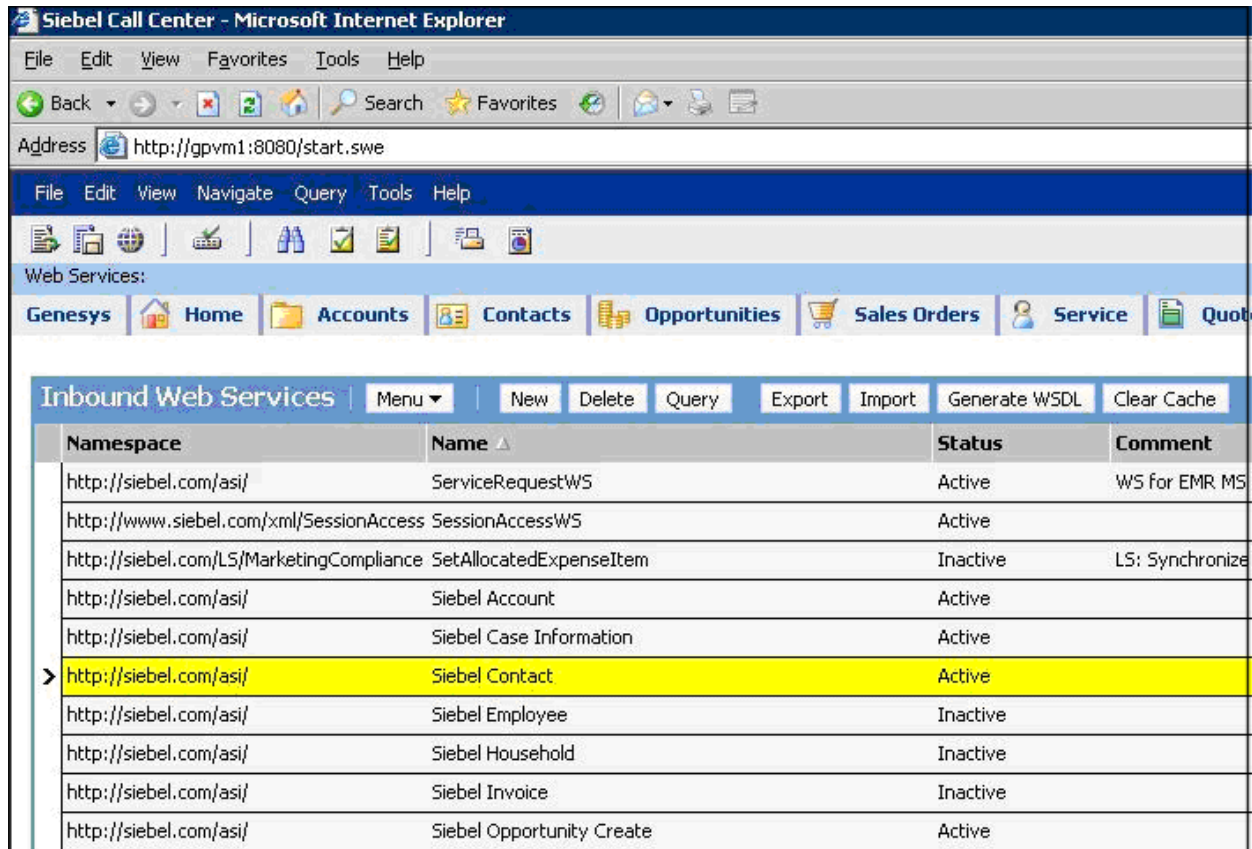 Siebel Call Center - Microsoft Internet Explorer
File Edit View Favorites Tools Help
Back Search Favorites
Address http://gpvm1:8080/start.swe
File Edit View Navigate Query Tools Help
Web Services:
Genesys Home Accounts Contacts Opportunities Sales Orders Service Quot
Inbound Web Services Menu New Delete Query Export Import Generate WSDL Clear Cache
Namespace Name Status Comment
http://siebel.com/asi/ ServiceRequestWS Active WS for EMR MS
http://www.siebel.com/xml/SessionAccess SessionAccessWS Active
http://siebel.com/LS/MarketingCompliance SetAllocatedExpenseItem Inactive LS: Synchronize
http://siebel.com/asi/ Siebel Account Active
http://siebel.com/asi/ Siebel Case Information Active
http://siebel.com/asi/ Siebel Contact Active
http://siebel.com/asi/ Siebel Employee Inactive
http://siebel.com/asi/ Siebel Household Inactive
http://siebel.com/asi/ Siebel Invoice Inactive
http://siebel.com/asi/ Siebel Opportunity Create Active